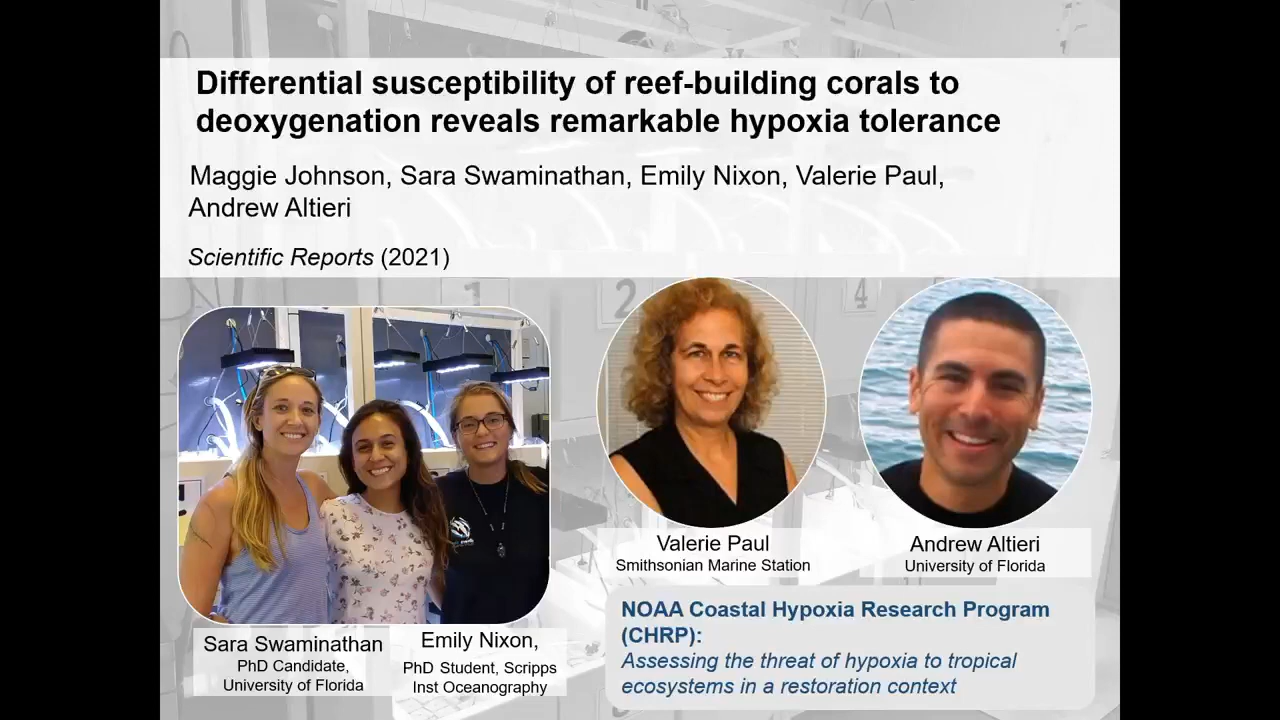 Differential susceptibility of reef-building corals to
deoxygenation reveals remarkable hypoxia tolerance
Maggie Johnson, Sara Swaminathan, Emily Nixon, Valerie Paul,
Andrew Altieri
Scientific Reports (2021)
2
4
Valerie Paul
Smithsonian Marine Station
Andrew Altieri
University of Florida
Sara Swaminathan
PhD Candidate,
University of Florida
Emily Nixon,
PhD Student, Scripps
Inst Oceanography
NOAA Coastal Hypoxia Research Program
(CHRP):
Assessing the threat of hypoxia to tropical
ecosystems in a restoration context